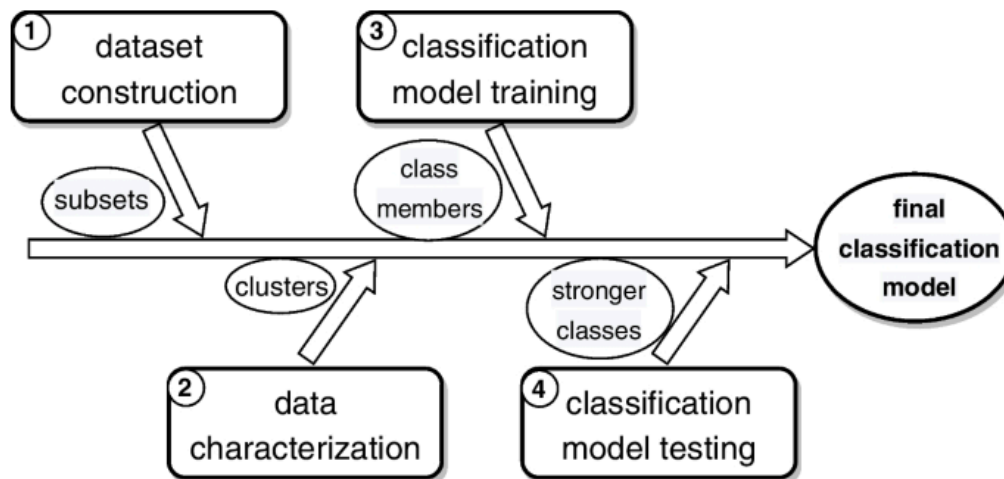 1
dataset
construction
3
classification
model training
subsets
class
members
final
classification
model
clusters
stronger
classes
2
data
characterization
4
classification
model testing